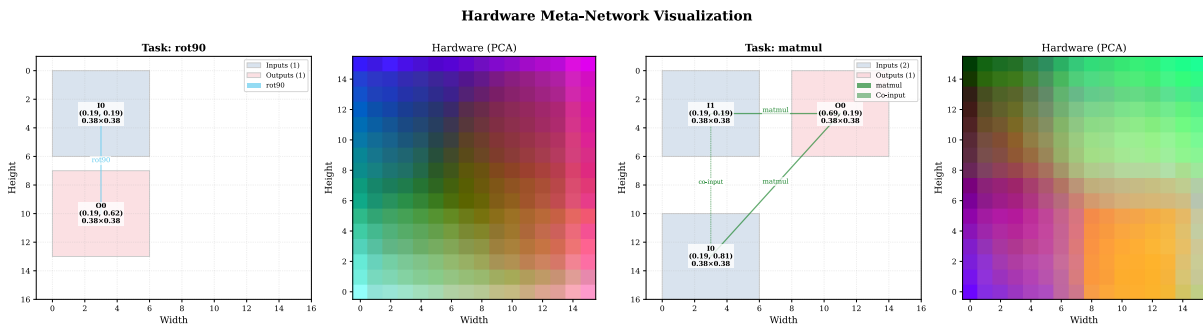 Hardware Meta-Network Visualization
Task: rot90
Inputs (1)
Outputs (1)
rot90
I0
(0.19, 0.19)
0.38×0.38
rot90
O0
(0.19, 0.62)
0.38×0.38
0
2
4
6
8
10
12
14
16
Height
0
2
4
6
8
10
12
14
16
Width
Hardware (PCA)
14
12
10
8
6
4
2
0
Height
0
2
4
6
8
10
12
14
Width
Task: matmul
Inputs (2)
Outputs (1)
matmul
Co-input
I1
(0.19, 0.19)
0.38×0.38
matmul
O0
(0.69, 0.19)
0.38×0.38
co-input
matmul
I0
(0.19, 0.81)
0.38×0.38
0
2
4
6
8
10
12
14
16
Height
0
2
4
6
8
10
12
14
16
Width
Hardware (PCA)
14
12
10
8
6
4
2
0
Height
0
2
4
6
8
10
12
14
Width